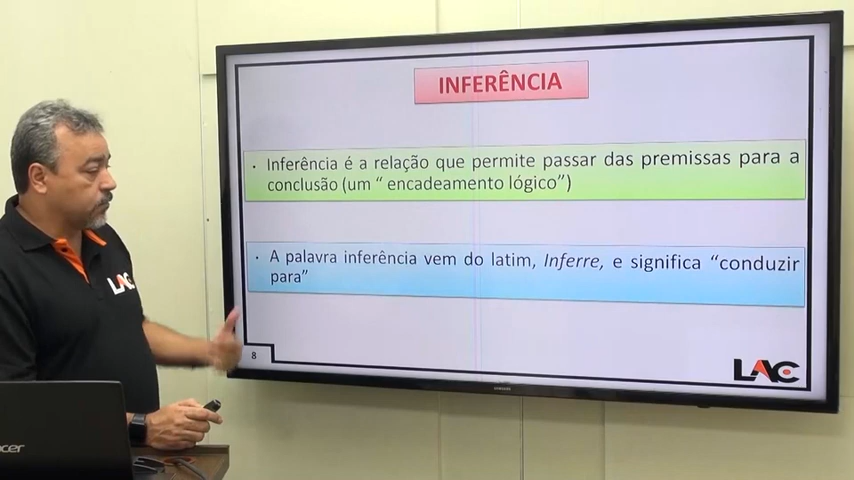 INFERÊNCIA
• Inferência é a relação que permite passar das premissas para a
conclusão (um “ encadeamento lógico”)
• A palavra inferência vem do latim, Inferre, e significa “conduzir
para”
8
LAC
LAC
acer
SAMSUNG